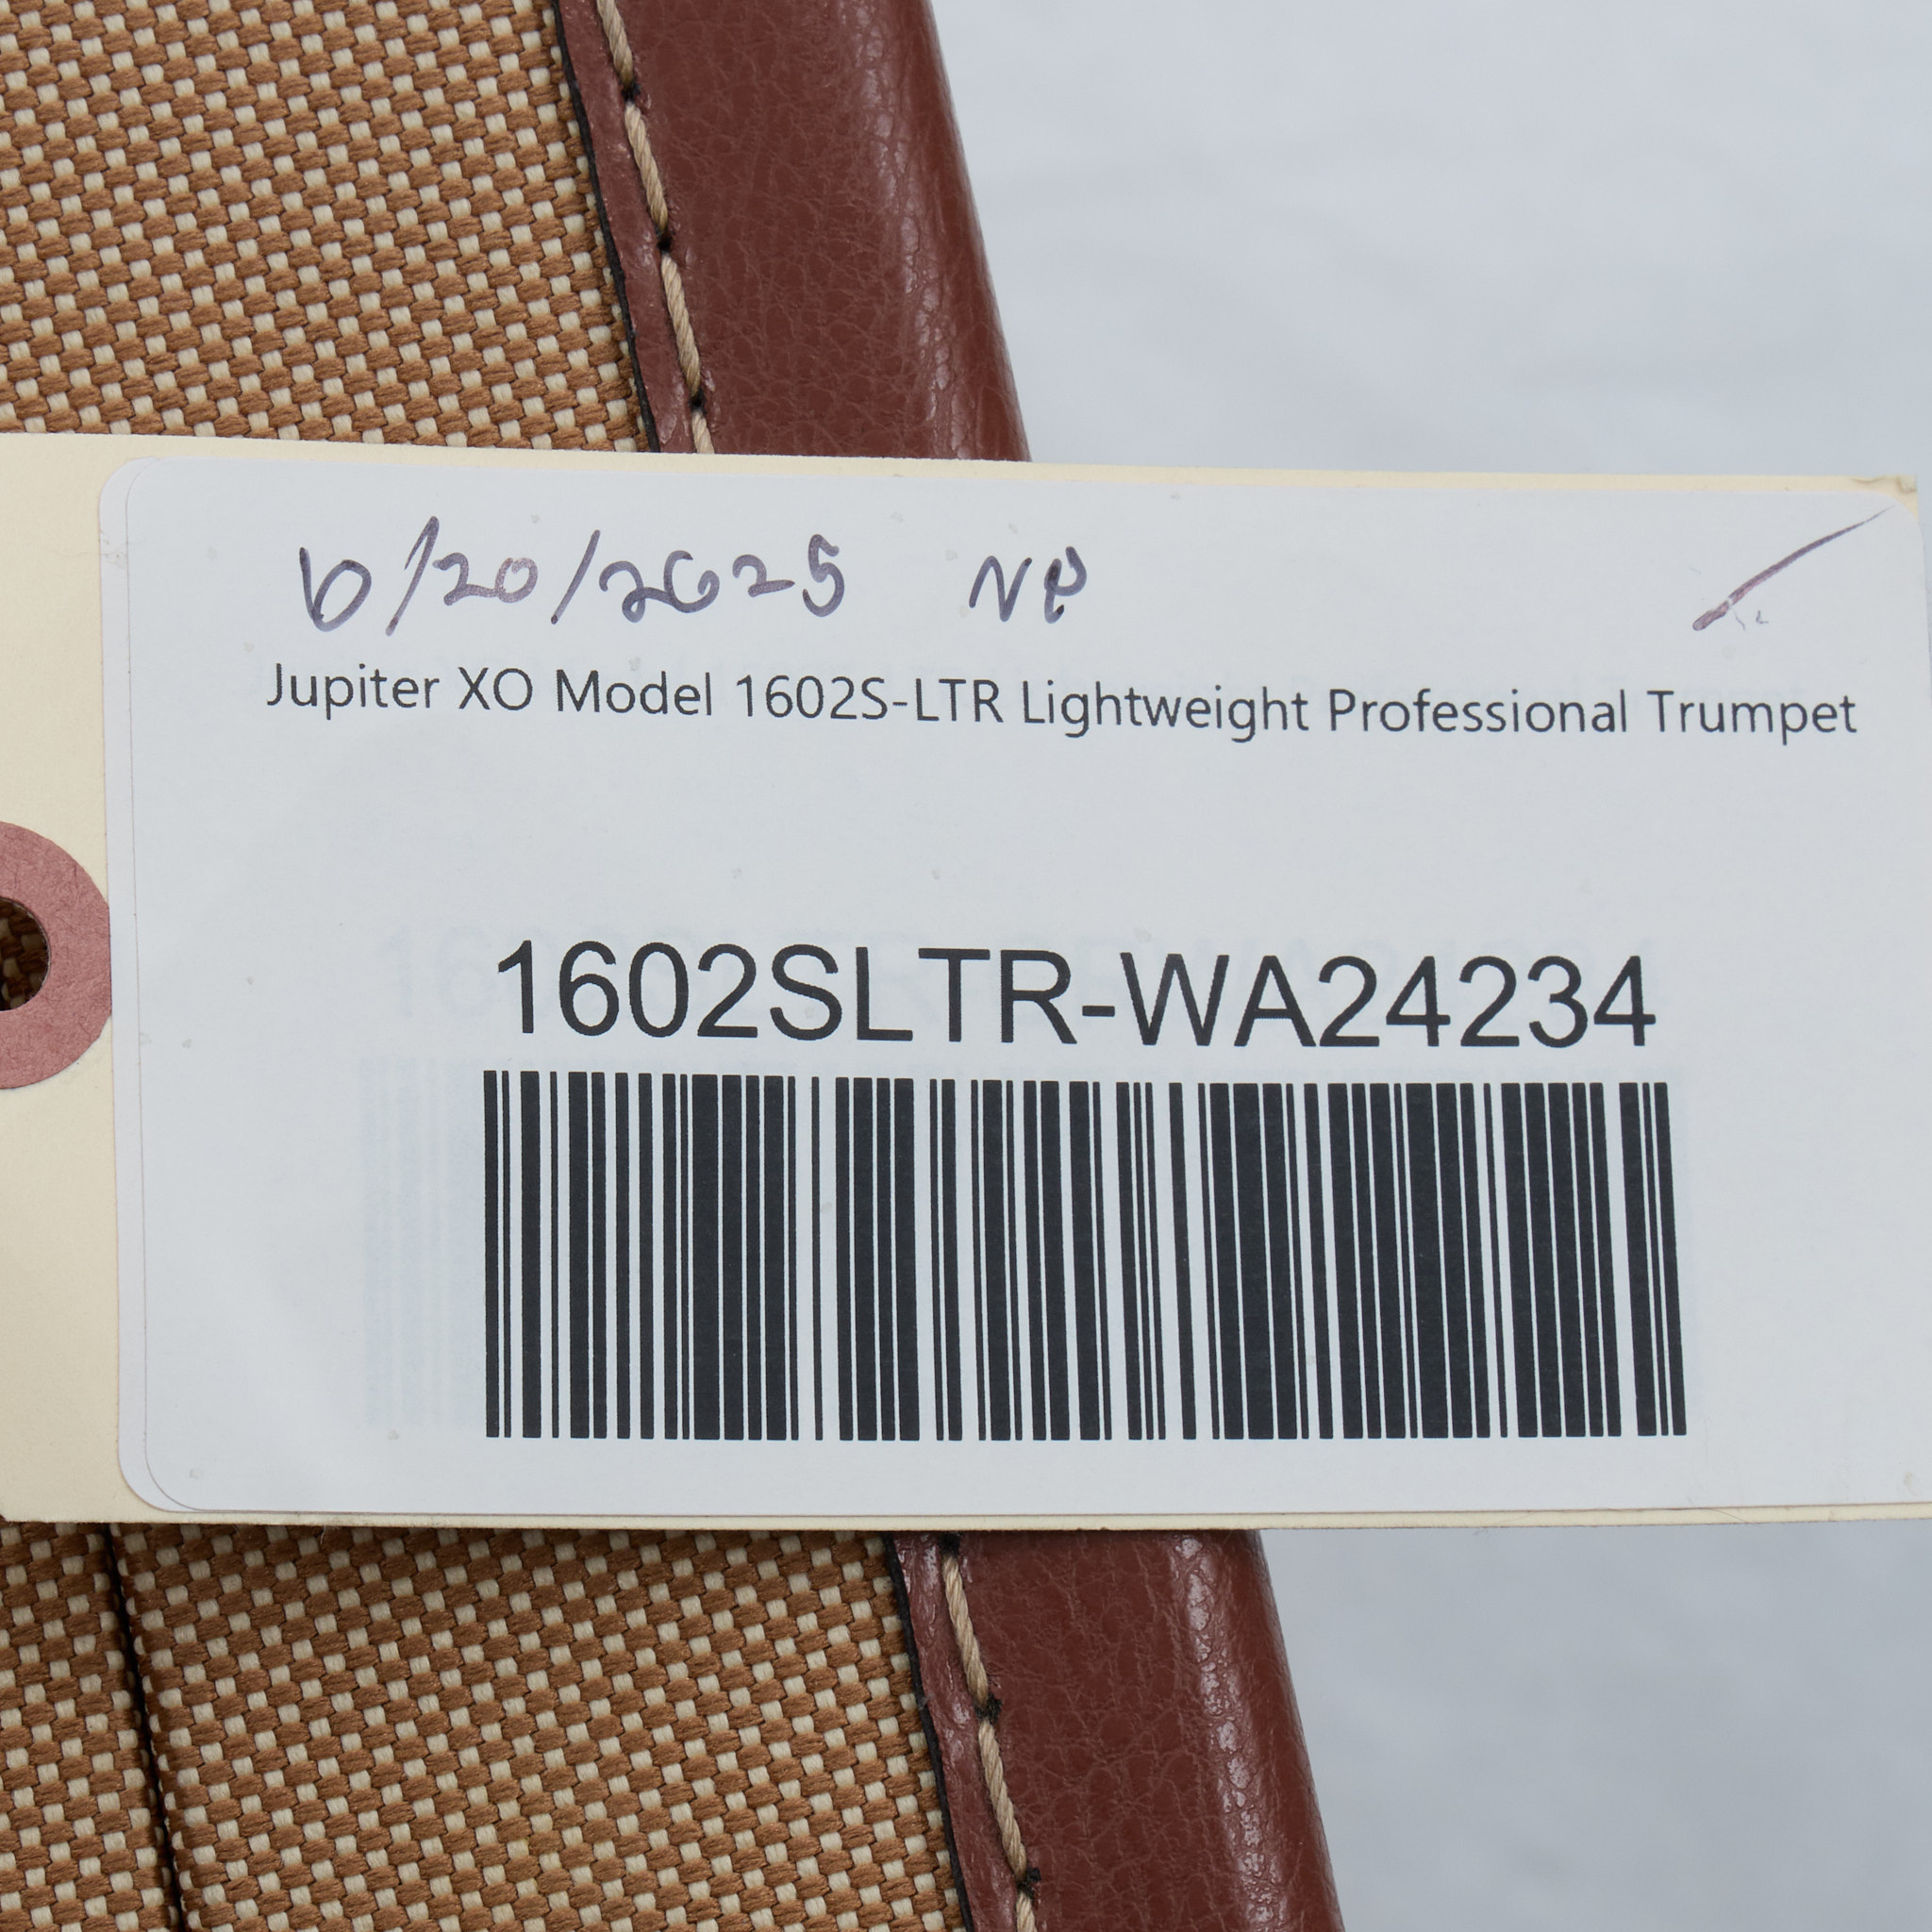 6/20/2025 NP
Jupiter XO Model 1602S-LTR Lightweight Professional Trumpet
1602SLTR-WA24234